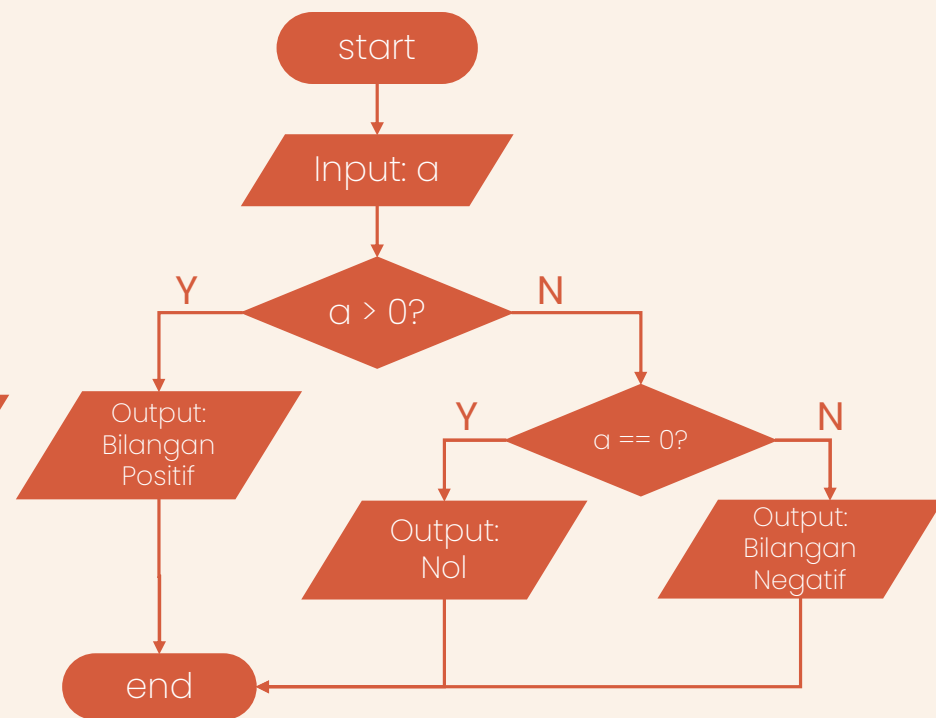 start
Input: a
Y
N
a > 0?
Output:
Bilangan
Positif
Y
N
a == 0?
Output:
Nol
Output:
Bilangan
Negatif
end